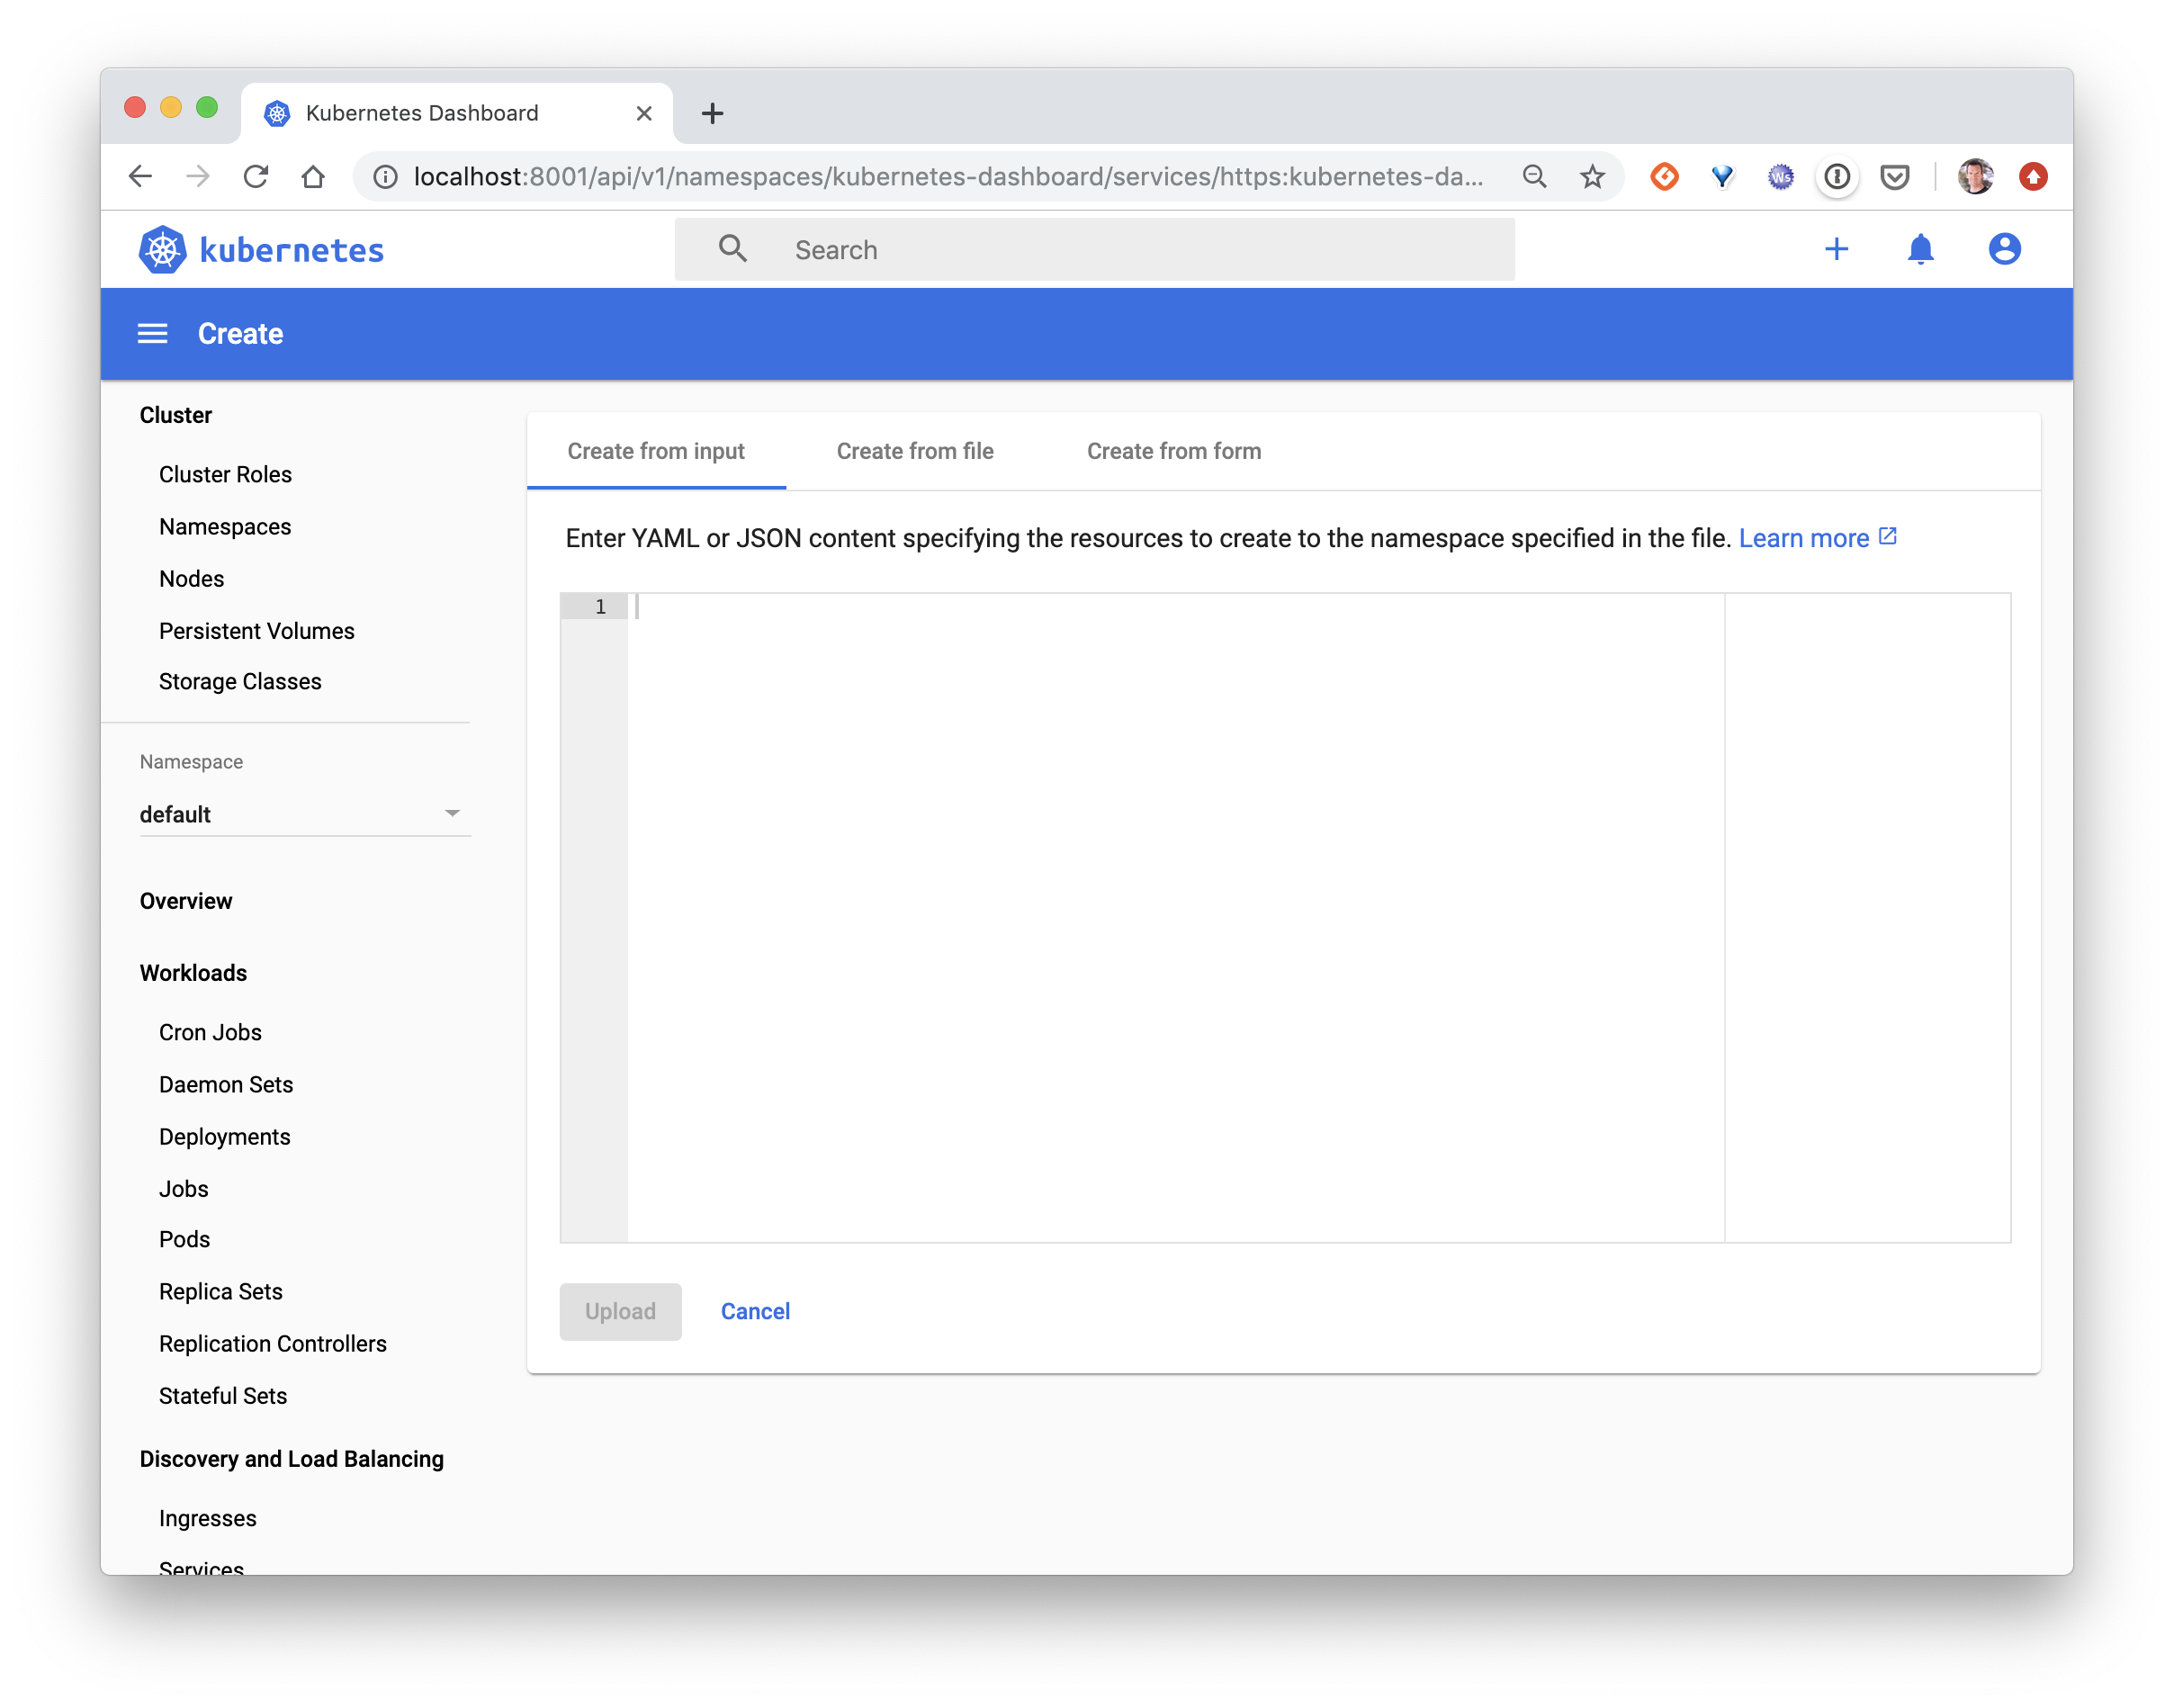 Kubernetes Dashboard
localhost:8001/api/v1/namespaces/kubernetes-dashboard/services/https:kubernetes-da...
Ws
kubernetes
Search
Create
Cluster
Cluster Roles
Namespaces
Nodes
Persistent Volumes
Storage Classes
Namespace
default
Overview
Workloads
Cron Jobs
Daemon Sets
Deployments
Jobs
Pods
Replica Sets
Replication Controllers
Stateful Sets
Discovery and Load Balancing
Ingresses
Services
Create from input Create from file Create from form
Enter YAML or JSON content specifying the resources to create to the namespace specified in the file. Learn more
1
Upload Cancel